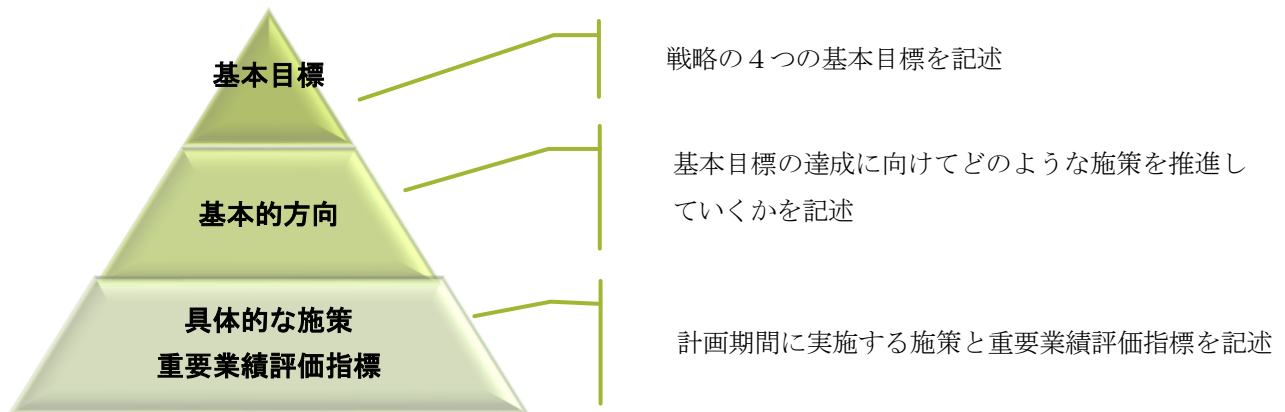 基本目標
戦略の４つの基本目標を記述
基本的方向
基本目標の達成に向けてどのような施策を推進し
ていくかを記述
具体的な施策
重要業績評価指標
計画期間に実施する施策と重要業績評価指標を記述